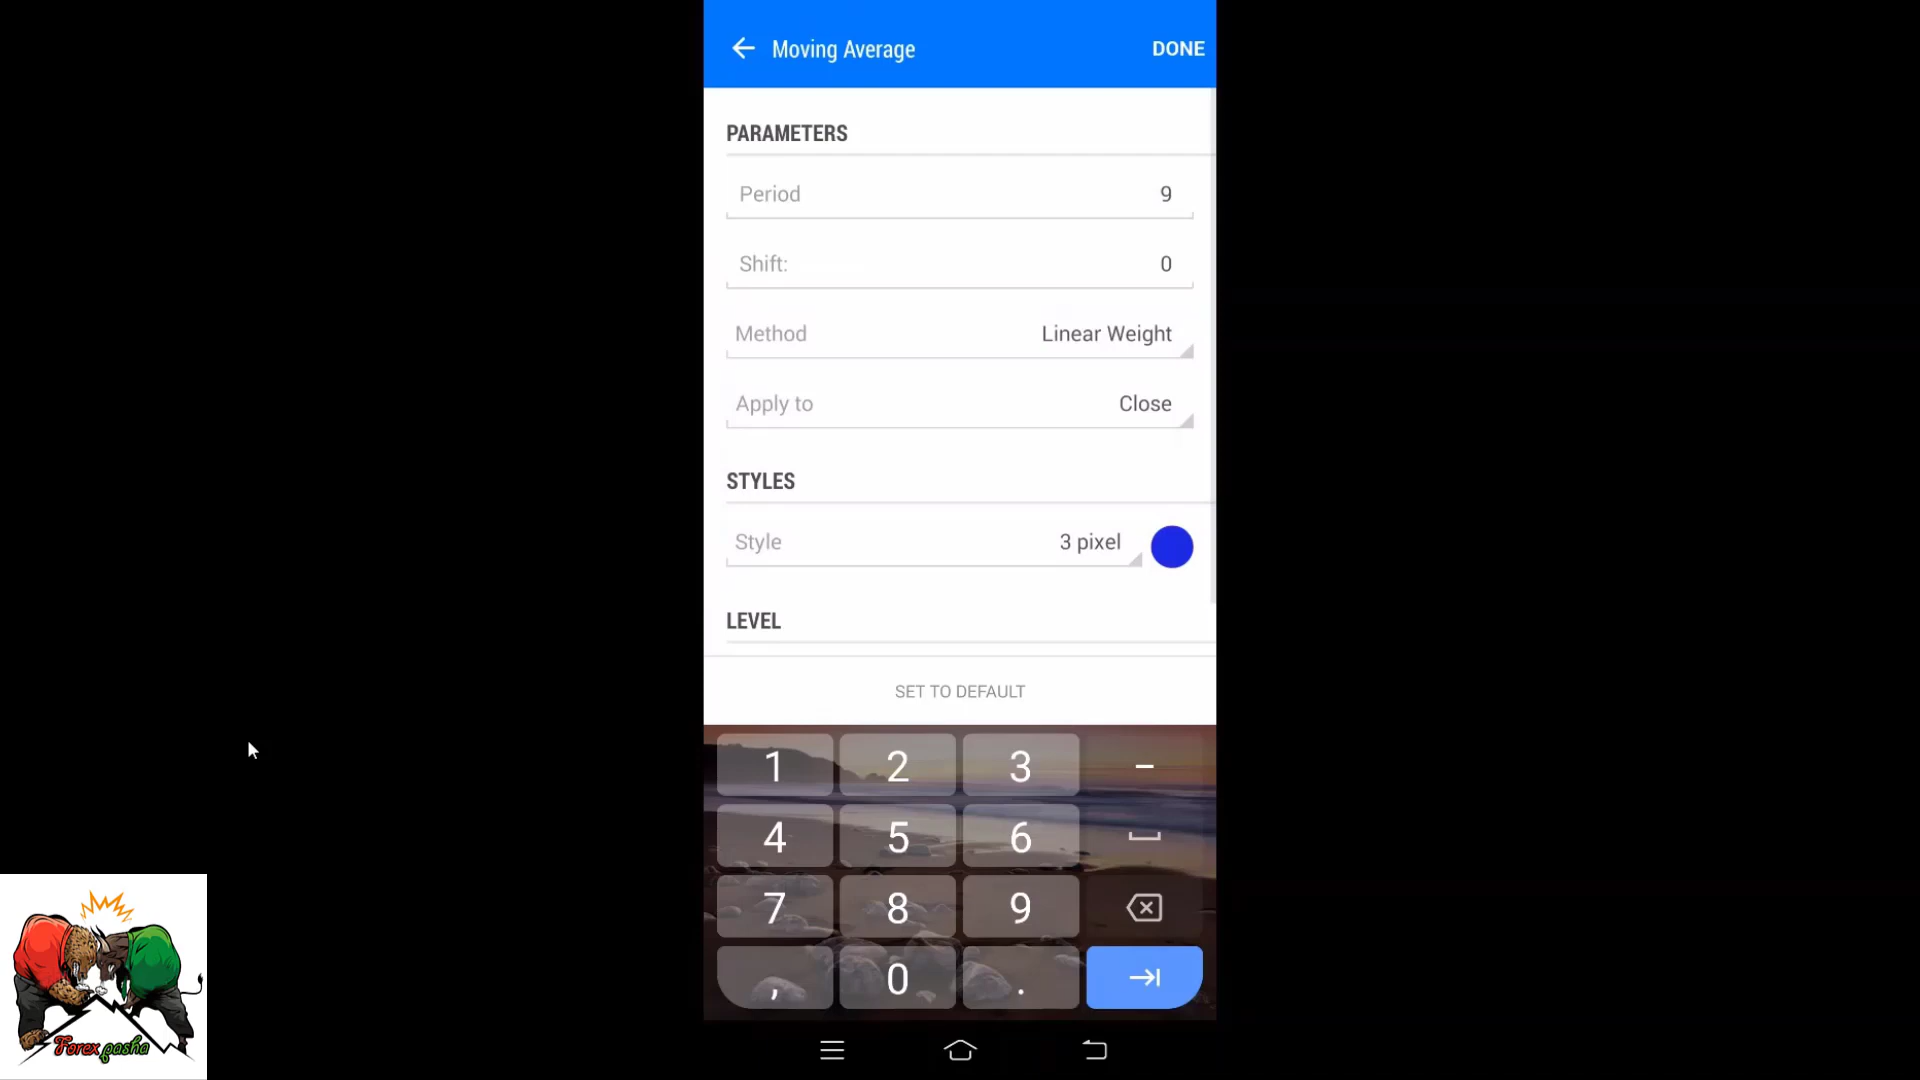 Moving Average DONE
PARAMETERS
Period 9
Shift: 0
Method Linear Weight
Apply to Close
STYLES
Style 3 pixel
LEVEL
SET TO DEFAULT
1 2 3 -
4 5 6
7 8 9
, 0 .
Forex pasha